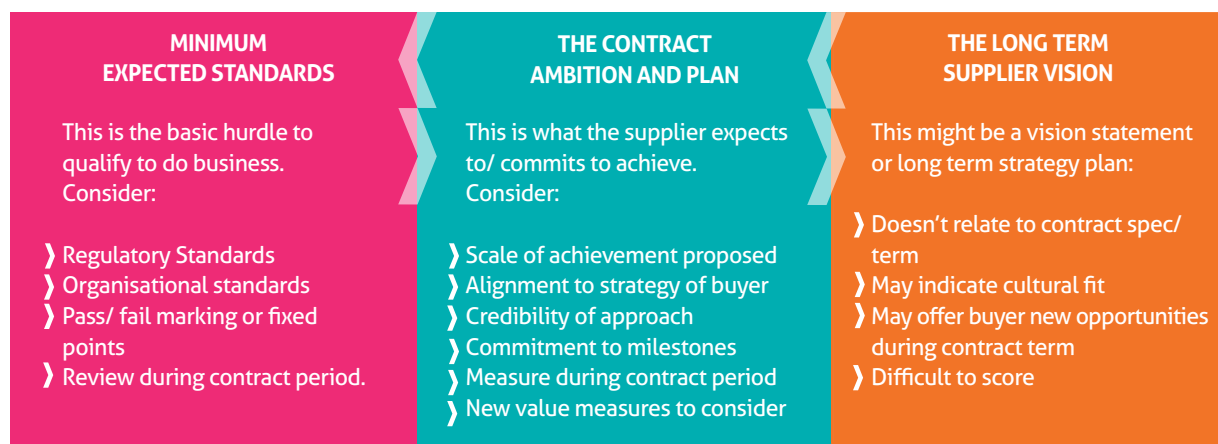 MINIMUM
EXPECTED STANDARDS
This is the basic hurdle to
qualify to do business.
Consider:
Regulatory Standards
Organisational standards
Pass/ fail marking or fixed
points
Review during contract period.
THE CONTRACT
AMBITION AND PLAN
This is what the supplier expects
to/ commits to achieve.
Consider:
Scale of achievement proposed
Alignment to strategy of buyer
Credibility of approach
Commitment to milestones
Measure during contract period
New value measures to consider
THE LONG TERM
SUPPLIER VISION
This might be a vision statement
or long term strategy plan:
Doesn’t relate to contract spec/
term
May indicate cultural fit
May offer buyer new opportunities
during contract term
Difficult to score